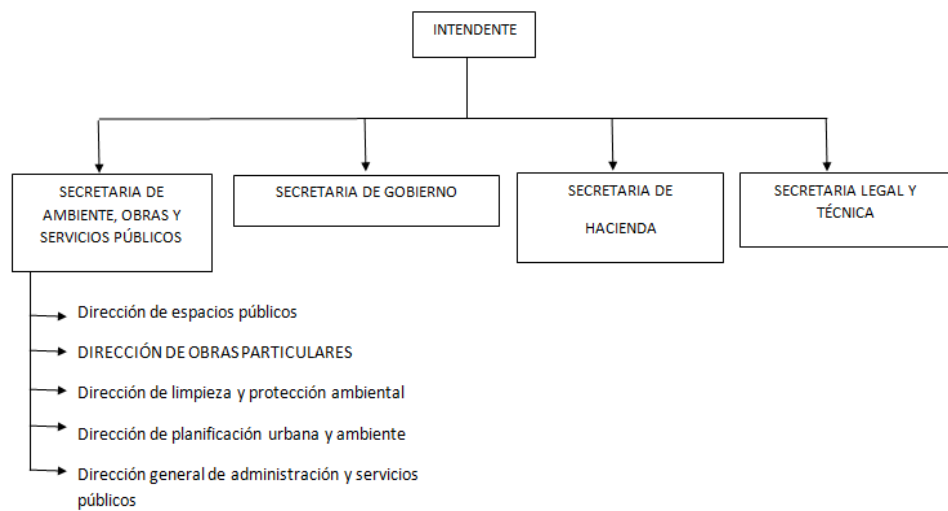 INTENDENTE
SECRETARIA DE
AMBIENTE, OBRAS Y
SERVICIOS PÚBLICOS
SECRETARIA DE GOBIERNO
SECRETARIA DE
HACIENDA
SECRETARIA LEGAL Y
TÉCNICA
Dirección de espacios públicos
DIRECCIÓN DE OBRAS PARTICULARES
Dirección de limpieza y protección ambiental
Dirección de planificación urbana y ambiente
Dirección general de administración y servicios
públicos